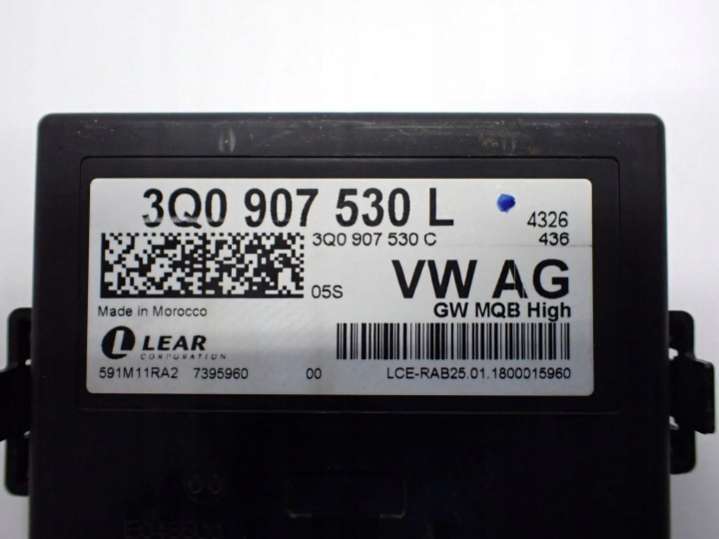 3Q0 907 530 L
4326
3Q0 907 530 C
436
05S
VW AG
GW MQB High
Made in Morocco
LEAR
CORPORATION
591M11RA2 7395960 00
LCE-RAB25.01.1800015960